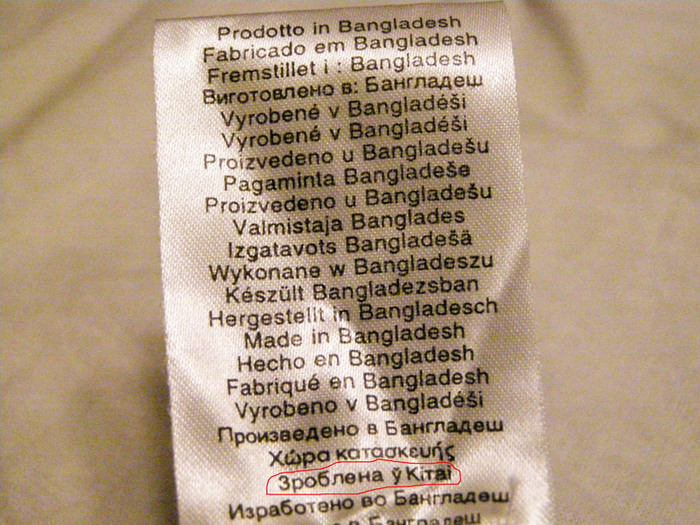 Prodotto in Bangladesh
Fabricado em Bangladesh
Fremstillet i : Bangladesh
Виготовлено в: Бангладеш
Vyrobené v Bangladéši
Vyrobené v Bangladéši
Proizvedeno u Bangladešu
Pagaminta Bangladeše
Proizvedeno u Bangladešu
Valmistaja Banglades
Izgatavots Bangladešā
Wykonane w Bangladeszu
Készült Bangladezsban
Hergestellt in Bangladesch
Made in Bangladesh
Hecho en Bangladesh
Fabriqué en Bangladesh
Vyrobeno v Bangladéši
Произведено в Бангладеш
Χώρα κατασκευής
Зроблена ў Кітаі
Изработено во Бангладеш
в Бангладеш